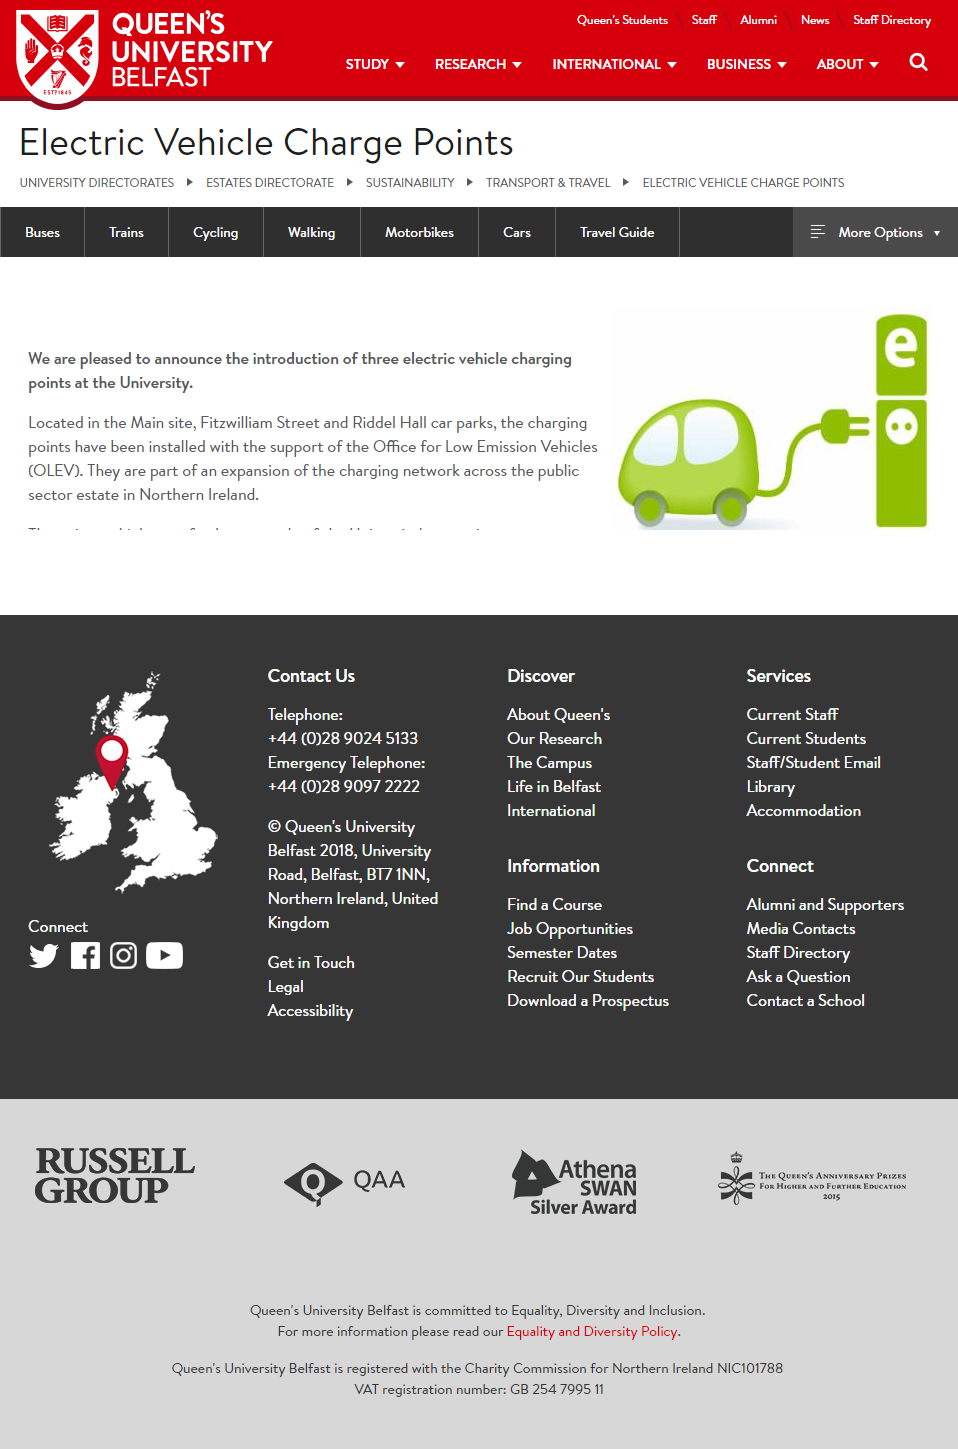 QUEEN'S
UNIVERSITY
BELFAST
ESTD 1845
Queen's Students Staff Alumni News Staff Directory
STUDY RESEARCH INTERNATIONAL BUSINESS ABOUT
Electric Vehicle Charge Points
UNIVERSITY DIRECTORATES ESTATES DIRECTORATE SUSTAINABILITY TRANSPORT & TRAVEL ELECTRIC VEHICLE CHARGE POINTS
Buses Trains Cycling Walking Motorbikes Cars Travel Guide More Options
We are pleased to announce the introduction of three electric vehicle charging
points at the University.
Located in the Main site, Fitzwilliam Street and Riddel Hall car parks, the charging
points have been installed with the support of the Office for Low Emission Vehicles
(OLEV). They are part of an expansion of the charging network across the public
sector estate in Northern Ireland.
e
Connect
Contact Us
Telephone:
+44 (0)28 9024 5133
Emergency Telephone:
+44 (0)28 9097 2222
© Queen's University
Belfast 2018, University
Road, Belfast, BT7 1NN,
Northern Ireland, United
Kingdom
Get in Touch
Legal
Accessibility
Discover
About Queen's
Our Research
The Campus
Life in Belfast
International
Information
Find a Course
Job Opportunities
Semester Dates
Recruit Our Students
Download a Prospectus
Services
Current Staff
Current Students
Staff/Student Email
Library
Accommodation
Connect
Alumni and Supporters
Media Contacts
Staff Directory
Ask a Question
Contact a School
RUSSELL
GROUP
QAA
Athena
SWAN
Silver Award
The Queen's Anniversary Prizes
For Higher and Further Education
2015
Queen's University Belfast is committed to Equality, Diversity and Inclusion.
For more information please read our Equality and Diversity Policy.
Queen's University Belfast is registered with the Charity Commission for Northern Ireland NIC101788
VAT registration number: GB 254 7995 11